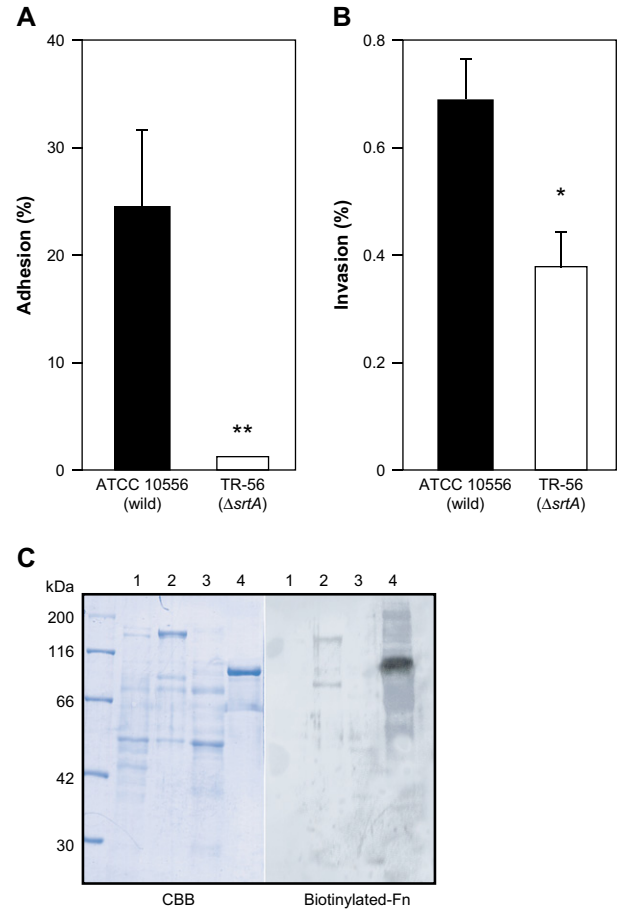 A
Adhesion (%)
40
30
20
10
0
**
ATCC 10556
(wild)
TR-56
(ΔsrtA)
B
Invasion (%)
0.8
0.6
0.4
0.2
0
*
ATCC 10556
(wild)
TR-56
(ΔsrtA)
C
kDa
1 2 3 4 1 2 3 4
200
116
66
42
30
CBB
Biotinylated-Fn